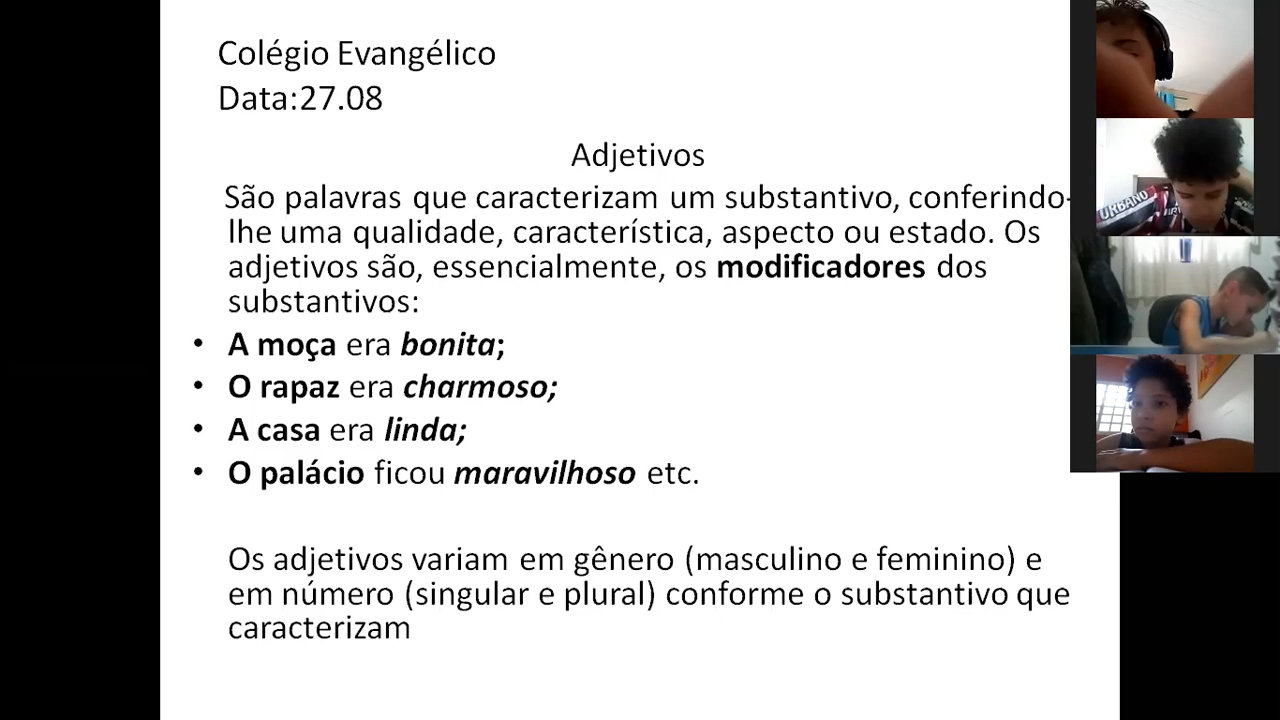 Colégio Evangélico
Data:27.08
Adjetivos
São palavras que caracterizam um substantivo, conferindo-
lhe uma qualidade, característica, aspecto ou estado. Os
adjetivos são, essencialmente, os modificadores dos
substantivos:
• A moça era bonita;
• O rapaz era charmoso;
• A casa era linda;
• O palácio ficou maravilhoso etc.
Os adjetivos variam em gênero (masculino e feminino) e
em número (singular e plural) conforme o substantivo que
caracterizam
URBANO